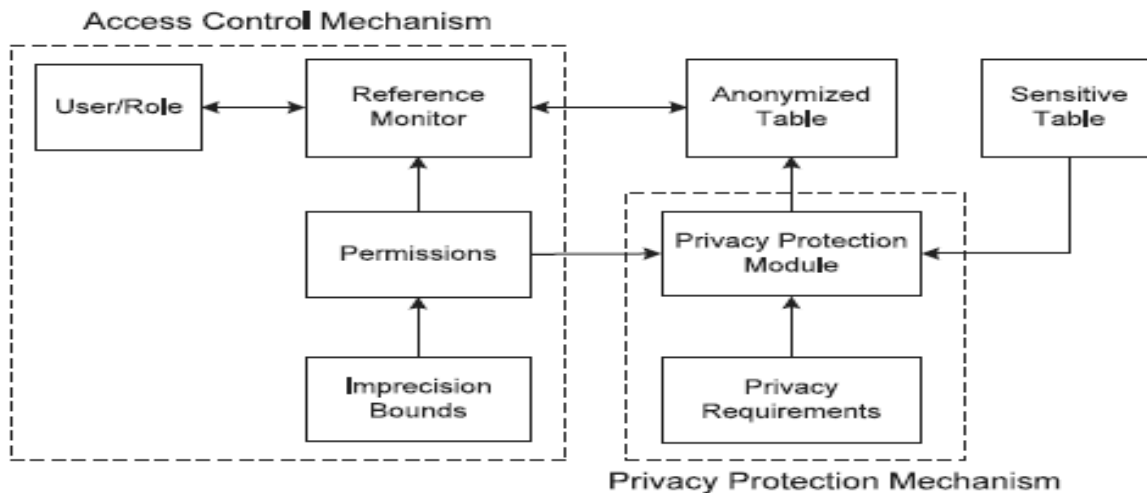 Access Control Mechanism
User/Role
Reference
Monitor
Anonymized
Table
Sensitive
Table
Permissions
Privacy Protection
Module
Imprecision
Bounds
Privacy
Requirements
Privacy Protection Mechanism